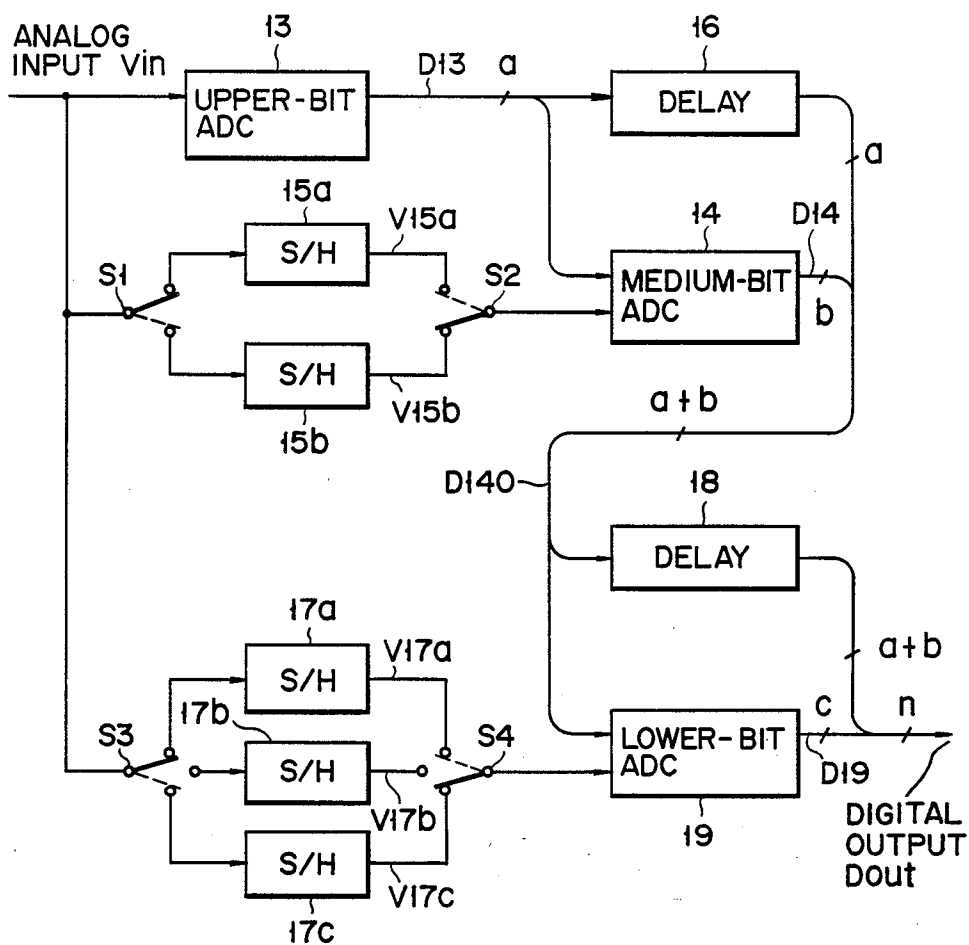 13
16
ANALOG
INPUT Vin
D13
a
UPPER-BIT
ADC
DELAY
a
15a
V15a
14
D14
S/H
S1
S2
MEDIUM-BIT
ADC
b
S/H
V15b
15b
a+b
D140
18
DELAY
17a
V17a
a+b
S/H
17b
c
n
S3
S4
S/H
LOWER-BIT
ADC
D19
V17b
19
DIGITAL
OUTPUT
Dout
S/H
V17c
17c